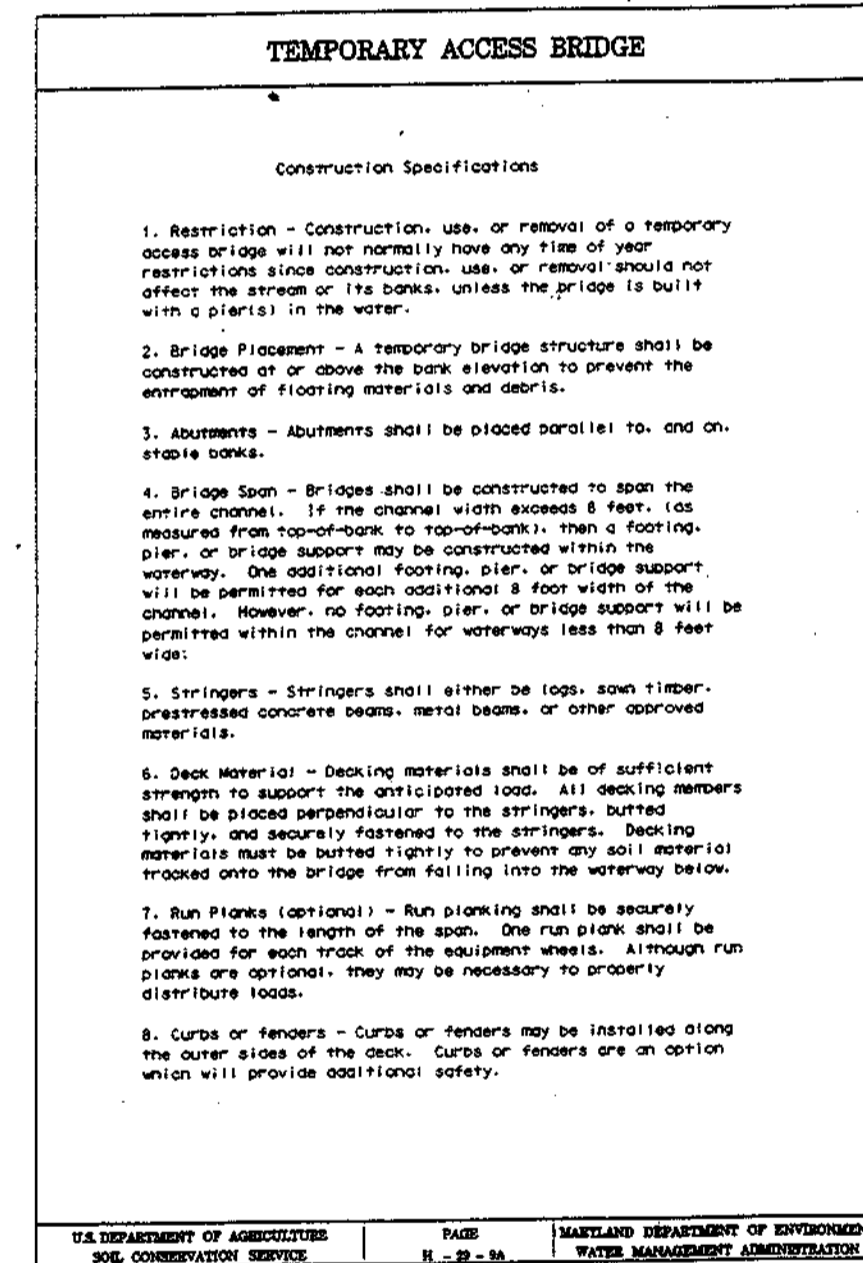 TEMPORARY ACCESS BRIDGE
Construction Specifications
1. Restriction - Construction, use, or removal of a temporary
access bridge will not normally have any time of year
restrictions since construction, use, or removal should not
affect the stream or its banks, unless the bridge is built
with a pier(s) in the water.
2. Bridge Placement - A temporary bridge structure shall be
constructed at or above the bank elevation to prevent the
entrapment of floating materials and debris.
3. Abutments - Abutments shall be placed parallel to, and on,
stable banks.
4. Bridge Span - Bridges shall be constructed to span the
entire channel. If the channel width exceeds 8 feet, (as
measured from top-of-bank to top-of-bank), then a footing,
pier, or bridge support may be constructed within the
waterway. One additional footing, pier, or bridge support
will be permitted for each additional 8 foot width of the
channel. However, no footing, pier, or bridge support will be
permitted within the channel for waterways less than 8 feet
wide:
5. Stringers - Stringers shall either be logs, sawn timber,
prestressed concrete beams, metal beams, or other approved
materials.
6. Deck Material - Decking materials shall be of sufficient
strength to support the anticipated load. All decking members
shall be placed perpendicular to the stringers, butted
tightly, and securely fastened to the stringers. Decking
materials must be butted tightly to prevent any soil material
tracked onto the bridge from falling into the waterway below.
7. Run Planks (optional) - Run planking shall be securely
fastened to the length of the span. One run plank shall be
provided for each track of the equipment wheels. Although run
planks are optional, they may be necessary to properly
distribute loads.
8. Curbs or fenders - Curbs or fenders may be installed along
the outer sides of the deck. Curbs or fenders are an option
which will provide additional safety.
U.S. DEPARTMENT OF AGRICULTURE PAGE MARYLAND DEPARTMENT OF ENVIRONMEN
SOIL CONSERVATION SERVICE H - 29 - 9A WATER MANAGEMENT ADMINISTRATION